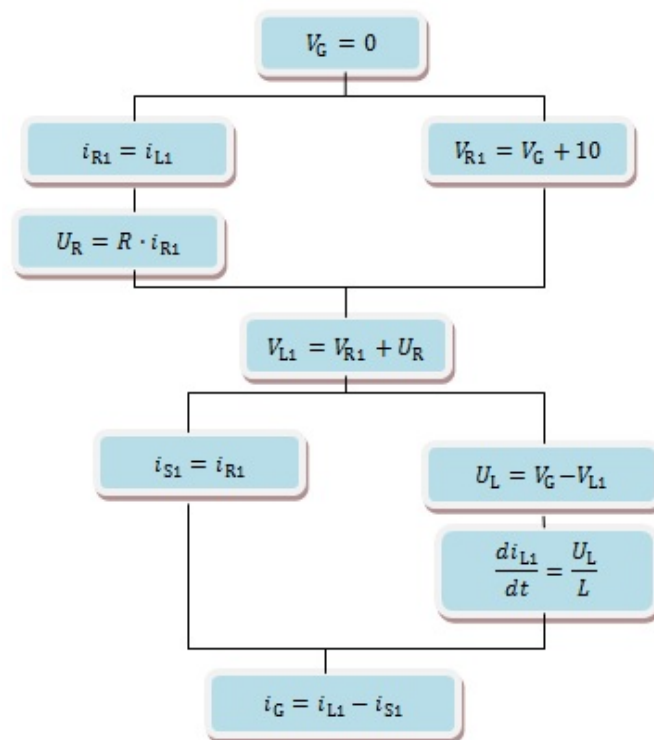 V_G = 0
i_R1 = i_L1
V_R1 = V_G + 10
U_R = R · i_R1
V_L1 = V_R1 + U_R
i_S1 = i_R1
U_L = V_G − V_L1
di_L1/dt = U_L/L
i_G = i_L1 − i_S1